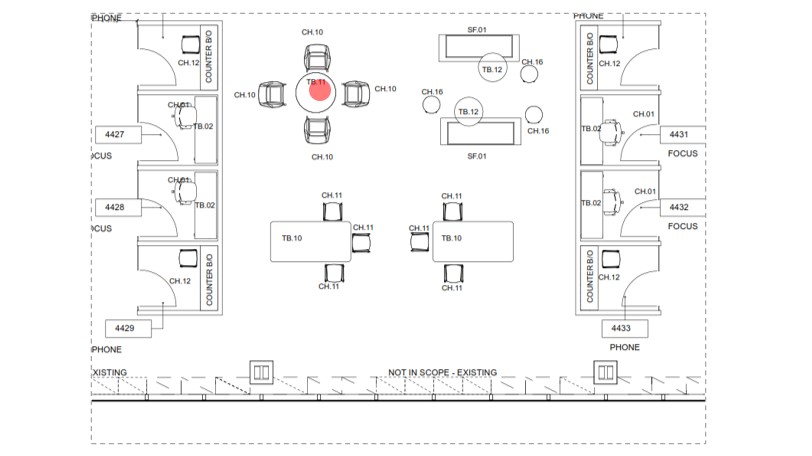 PHONE
PHONE
CH.10
SF.01
COUNTER B/O
CH.12
TB.11
TB.12
CH.16
COUNTER B/O
CH.12
CH.10
CH.10
CH.16
CH.01
TB.12
CH.01
4427
TB.02
CH.16
TB.02
4431
OCUS
CH.10
SF.01
FOCUS
CH.01
CH.01
CH.11
CH.11
4428
TB.02
TB.02
4432
OCUS
CH.11
CH.11
FOCUS
TB.10
TB.10
CH.12
COUNTER B/O
CH.11
CH.11
COUNTER B/O
CH.12
4429
4433
PHONE
PHONE
XISTING
NOT IN SCOPE - EXISTING